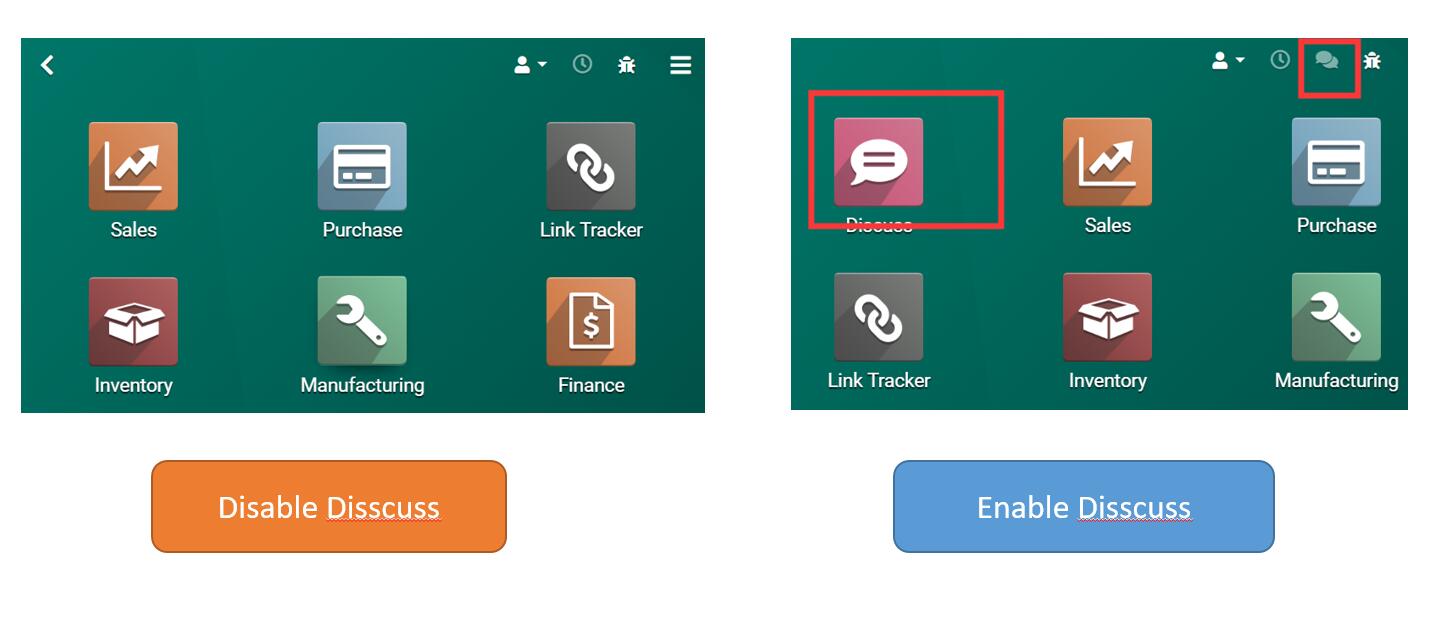 Sales
Purchase
Link Tracker
Inventory
Manufacturing
$
Finance
Disable Disscuss
Discuss
Sales
Purchase
Link Tracker
Inventory
Manufacturing
Enable Disscuss